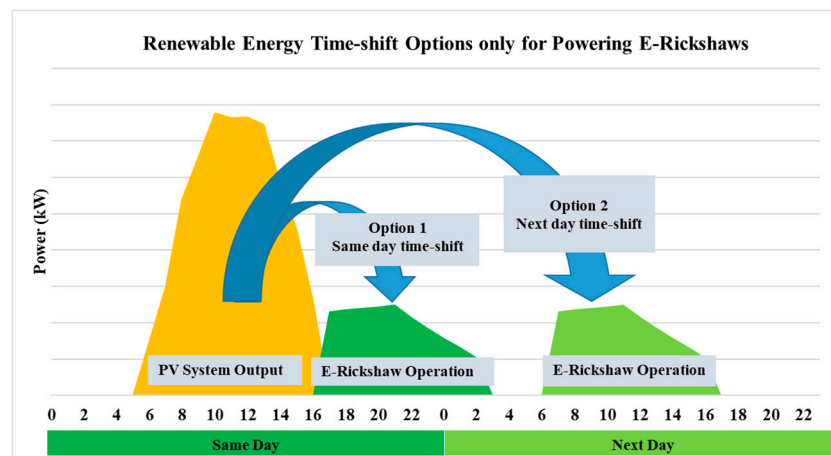 Renewable Energy Time-shift Options only for Powering E-Rickshaws
Power (kW)
Option 1
Same day time-shift
Option 2
Next day time-shift
PV System Output
E-Rickshaw Operation
E-Rickshaw Operation
0 2 4 6 8 10 12 14 16 18 20 22 0 2 4 6 8 10 12 14 16 18 20 22
Same Day
Next Day